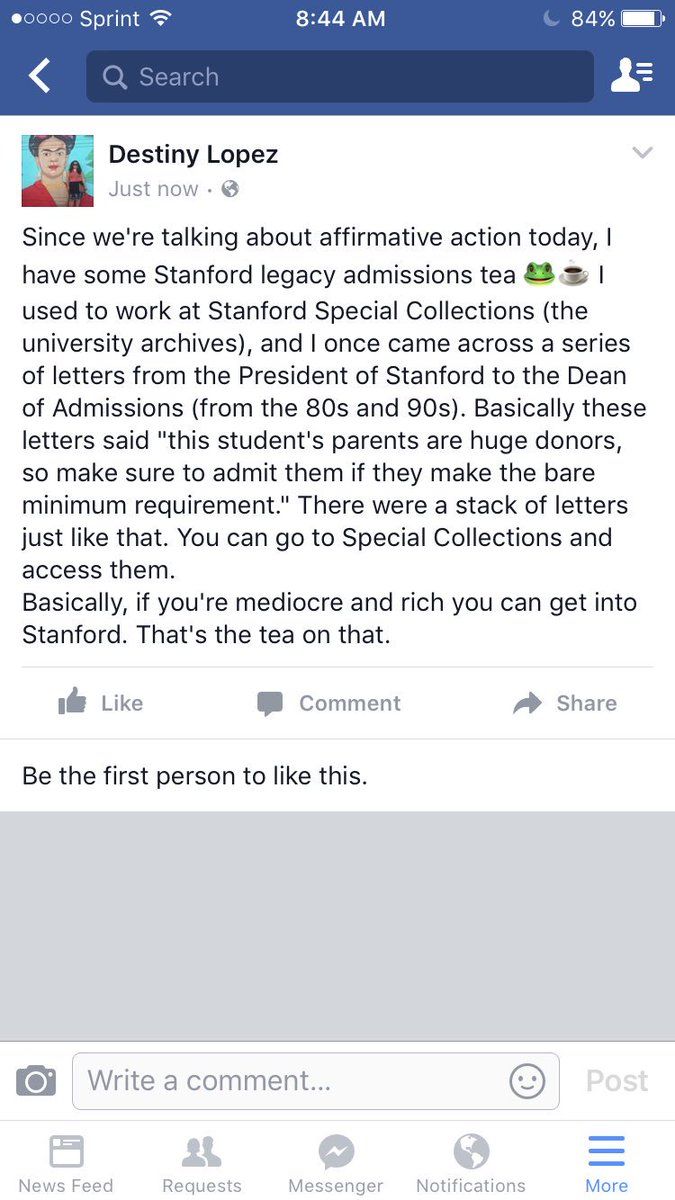 Sprint 8:44 AM 84%
Search
Destiny Lopez
Just now ·
Since we're talking about affirmative action today, I
have some Stanford legacy admissions tea 🐸☕ I
used to work at Stanford Special Collections (the
university archives), and I once came across a series
of letters from the President of Stanford to the Dean
of Admissions (from the 80s and 90s). Basically these
letters said "this student's parents are huge donors,
so make sure to admit them if they make the bare
minimum requirement." There were a stack of letters
just like that. You can go to Special Collections and
access them.
Basically, if you're mediocre and rich you can get into
Stanford. That's the tea on that.
Like Comment Share
Be the first person to like this.
Write a comment... Post
News Feed Requests Messenger Notifications More